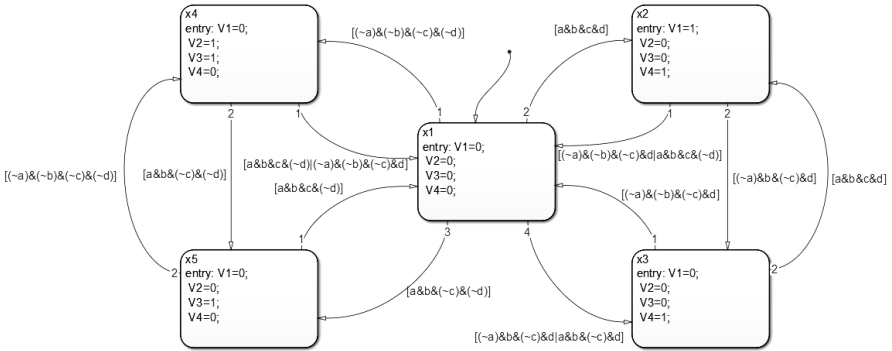 x4
entry: V1=0;
V2=1;
V3=1;
V4=0;
x2
entry: V1=1;
V2=0;
V3=0;
V4=1;
[(~a)&(~b)&(~c)&(~d)]
[a&b&c&d]
2
1
1
2
1
2
x1
entry: V1=0;
V2=0;
V3=0;
V4=0;
[(~a)&(~b)&(~c)&(~d)]
[a&b&(~c)&(~d)]
[a&b&c&(~d)|(~a)&(~b)&(~c)&d]
[a&b&c&(~d)]
[(~a)&(~b)&(~c)&d|a&b&c&(~d)]
[(~a)&(~b)&(~c)&d]
[(~a)&b&(~c)&d]
[a&b&c&d]
1
3
4
1
2
2
x5
entry: V1=0;
V2=0;
V3=1;
V4=0;
x3
entry: V1=0;
V2=0;
V3=0;
V4=1;
[a&b&(~c)&(~d)]
[(~a)&b&(~c)&d|a&b&(~c)&d]